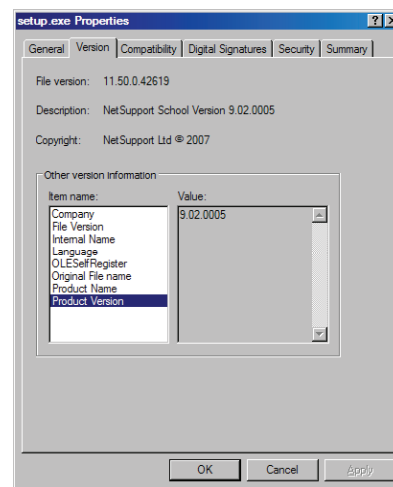 setup.exe Properties
General Version Compatibility Digital Signatures Security Summary
File version: 11.50.0.42619
Description: NetSupport School Version 9.02.0005
Copyright: NetSupport Ltd © 2007
Other version information
Item name: Value:
Company 9.02.0005
File Version
Internal Name
Language
OLESelfRegister
Original File name
Product Name
Product Version
OK Cancel Apply